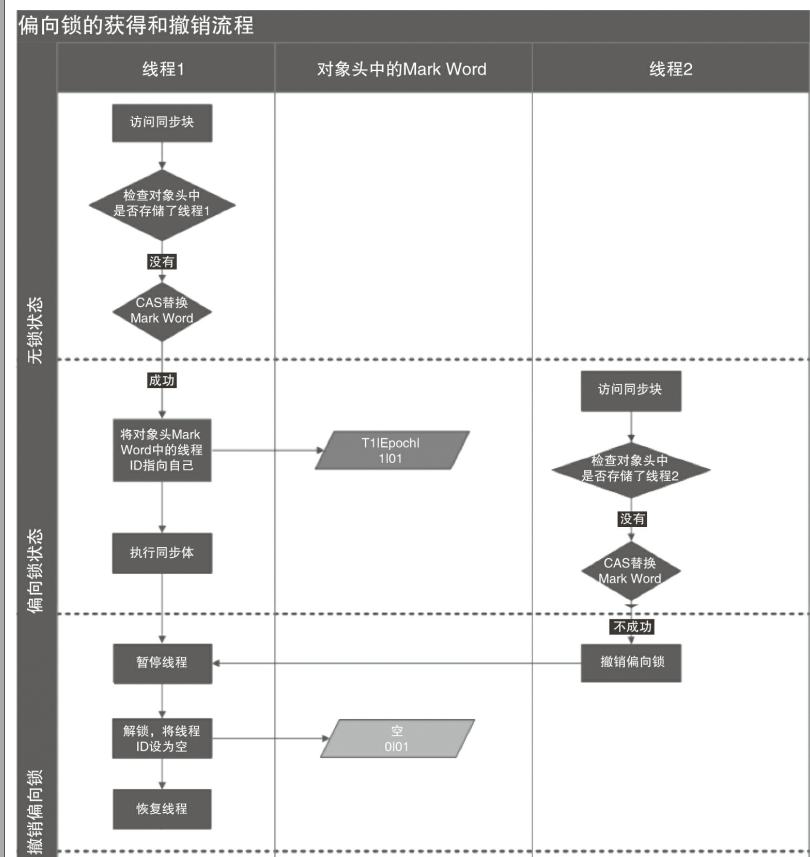 偏向锁的获得和撤销流程
线程1
对象头中的Mark Word
线程2
无锁状态
访问同步块
检查对象头中
是否存储了线程1
没有
CAS替换
Mark Word
偏向锁状态
成功
将对象头Mark
Word中的线程
ID指向自己
T1|Epoch|
1|01
执行同步体
访问同步块
检查对象头中
是否存储了线程2
没有
CAS替换
Mark Word
撤销偏向锁
不成功
撤销偏向锁
暂停线程
解锁，将线程
ID设为空
空
0|01
恢复线程